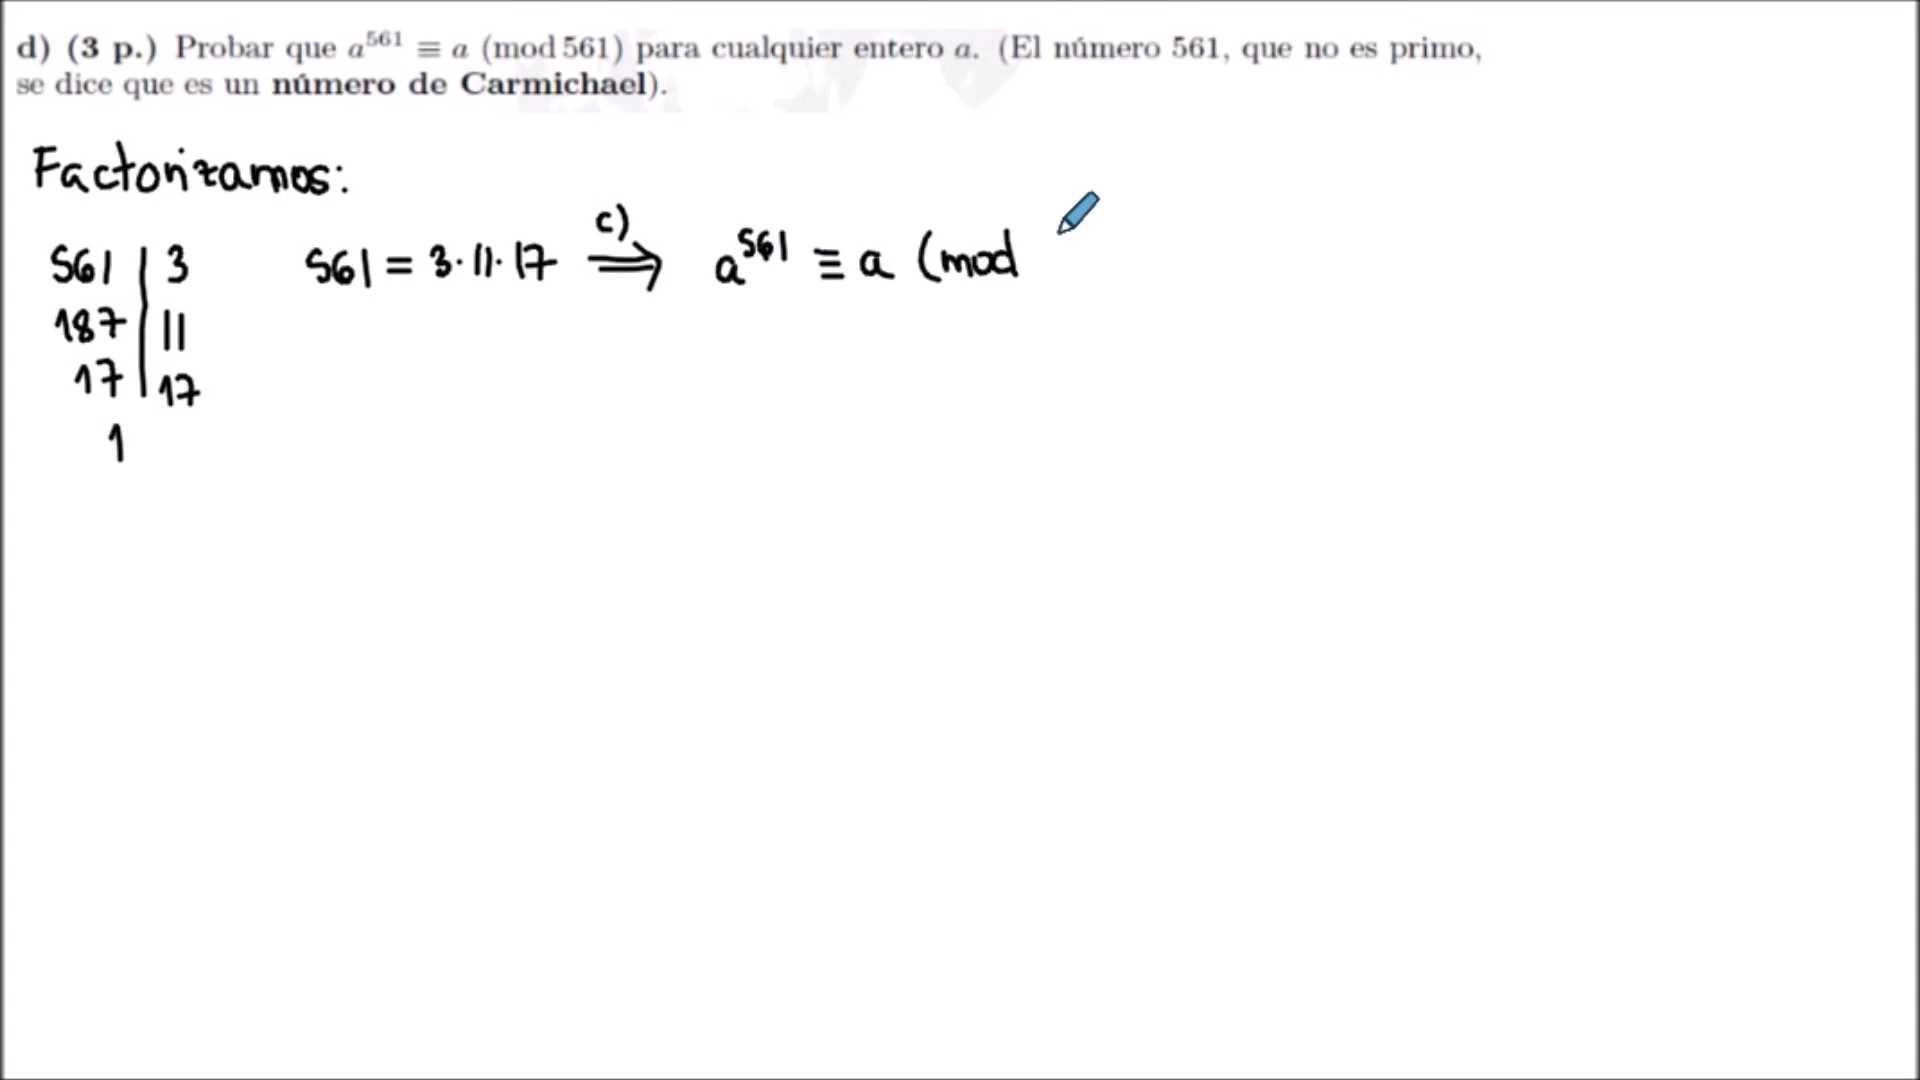 d) (3 p.) Probar que a^561 ≡ a (mod 561) para cualquier entero a. (El número 561, que no es primo,
se dice que es un número de Carmichael).
Factorizamos:
561 | 3
187 | 11
17 | 17
1
561 = 3·11·17 c)⟹ a^561 ≡ a (mod